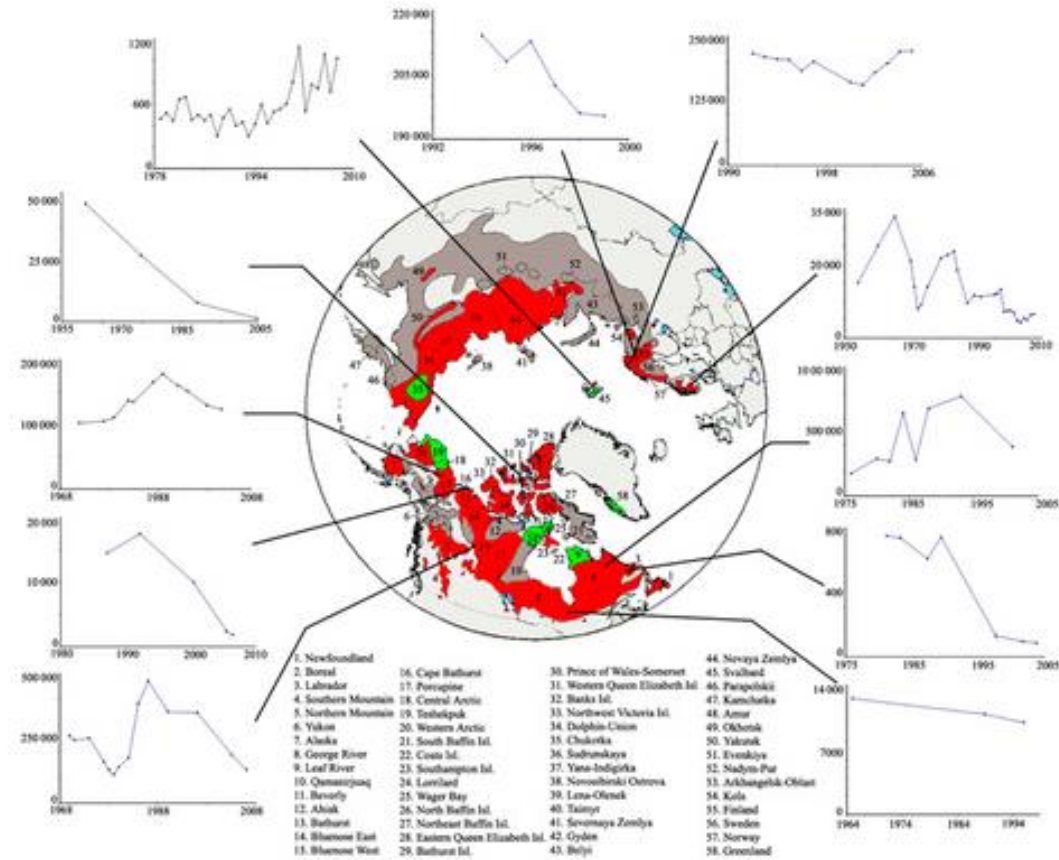 220 000
205 000
190 000
1992
1996
2000
1200
600
0
1978
1994
2010
250 000
125 000
0
1990
1998
2006
50 000
25 000
0
1955
1970
1985
2005
35 000
20 000
0
1950
1970
1990
2010
200 000
100 000
0
1968
1988
2008
0
1975
1995
2005
20 000
10 000
0
1980
1990
2000
2010
800
400
0
1975
1985
1995
2005
500 000
250 000
0
1968
1988
2008
14 000
7000
0
1964
1974
1984
1994
1. Newfoundland
2. Boreal
3. Labrador
4. Southern Mountain
5. Northern Mountain
6. Yukon
7. Alaska
8. George River
9. Leaf River
10. Qamanirjuaq
11. Beverly
12. Ahiak
13. Bathurst
14. Bluenose East
15. Bluenose West
16. Cape Bathurst
17. Porcupine
18. Central Arctic
19. Teshekpuk
20. Western Arctic
21. South Baffin Isl.
22. Coats Isl.
23. Southampton Isl.
24. Lorrilard
25. Wager Bay
26. North Baffin Isl.
27. Northeast Baffin Isl.
28. Eastern Queen Elizabeth Isl.
29. Bathurst Isl.
30. Prince of Wales-Somerset
31. Western Queen Elizabeth Isl.
32. Banks Isl.
33. Northwest Victoria Isl.
34. Dolphin-Union
35. Chukotka
36. Sudrunskaya
37. Yana-Indigirka
38. Novosibirski Ostrova
39. Lena-Olenek
40. Taimyr
41. Severnaya Zemlya
42. Gyden
43. Belyi
44. Novaya Zemlya
45. Svalbard
46. Parapolskii
47. Kamchatka
48. Amur
49. Okhotsk
50. Yakutsk
51. Evenkiya
52. Nadym-Pur
53. Arkhangelsk-Oblast
54. Kola
55. Finland
56. Sweden
57. Norway
58. Greenland